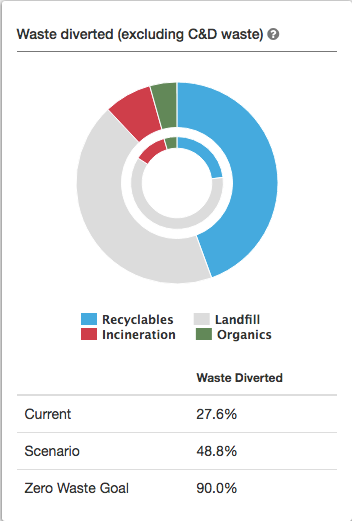 Waste diverted (excluding C&D waste) ?
Recyclables Landfill
Incineration Organics
Waste Diverted
Current 27.6%
Scenario 48.8%
Zero Waste Goal 90.0%